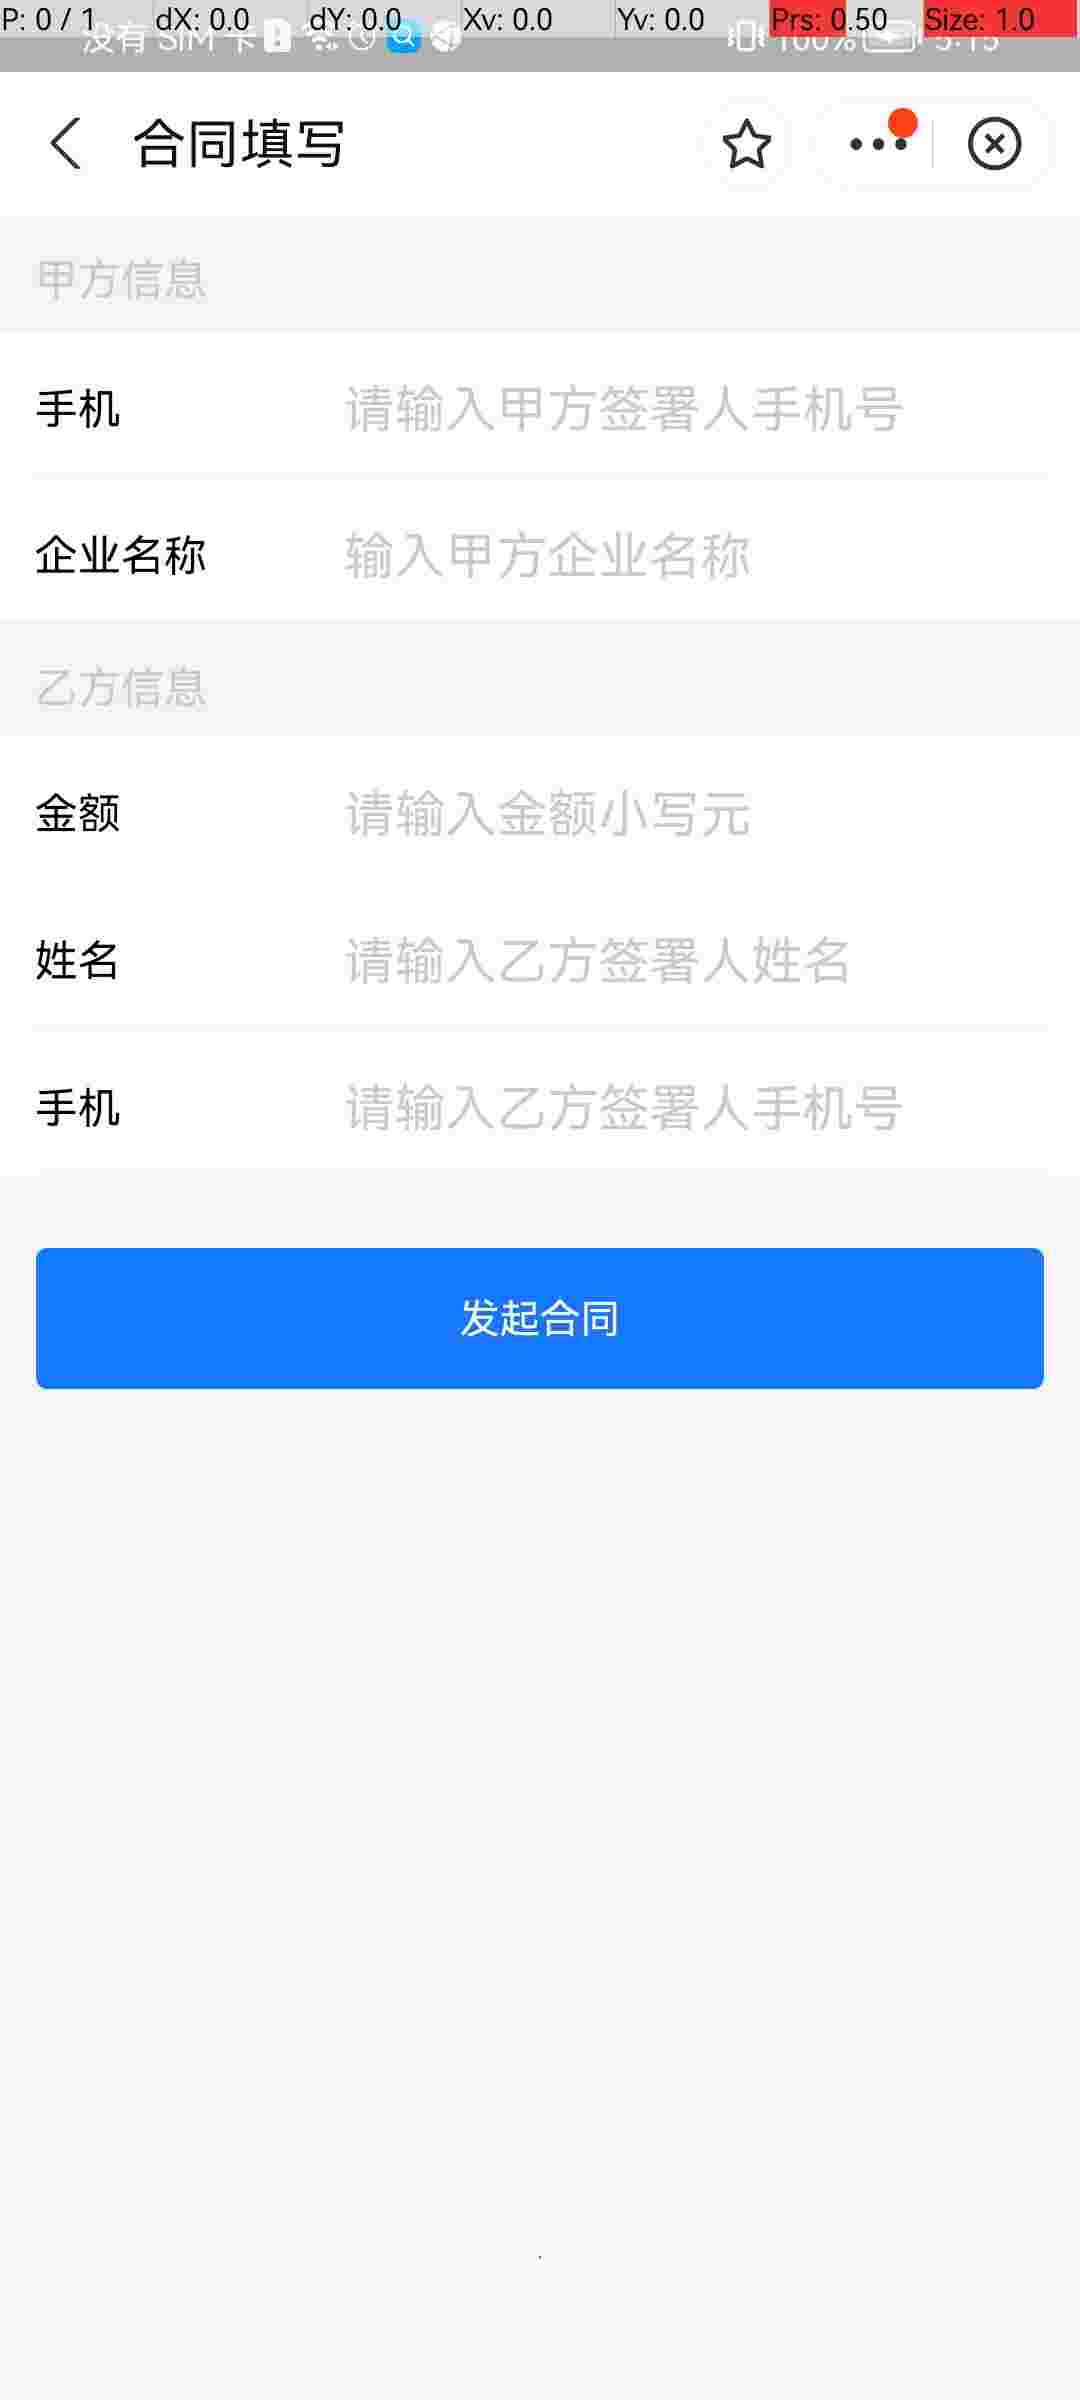 P: 0 / 1 dX: 0.0 dY: 0.0 Xv: 0.0 Yv: 0.0 Prs: 0.50 Size: 1.0
没有 SIM 卡 100% 5:15
合同填写
甲方信息
手机 请输入甲方签署人手机号
企业名称 输入甲方企业名称
乙方信息
金额 请输入金额小写元
姓名 请输入乙方签署人姓名
手机 请输入乙方签署人手机号
发起合同